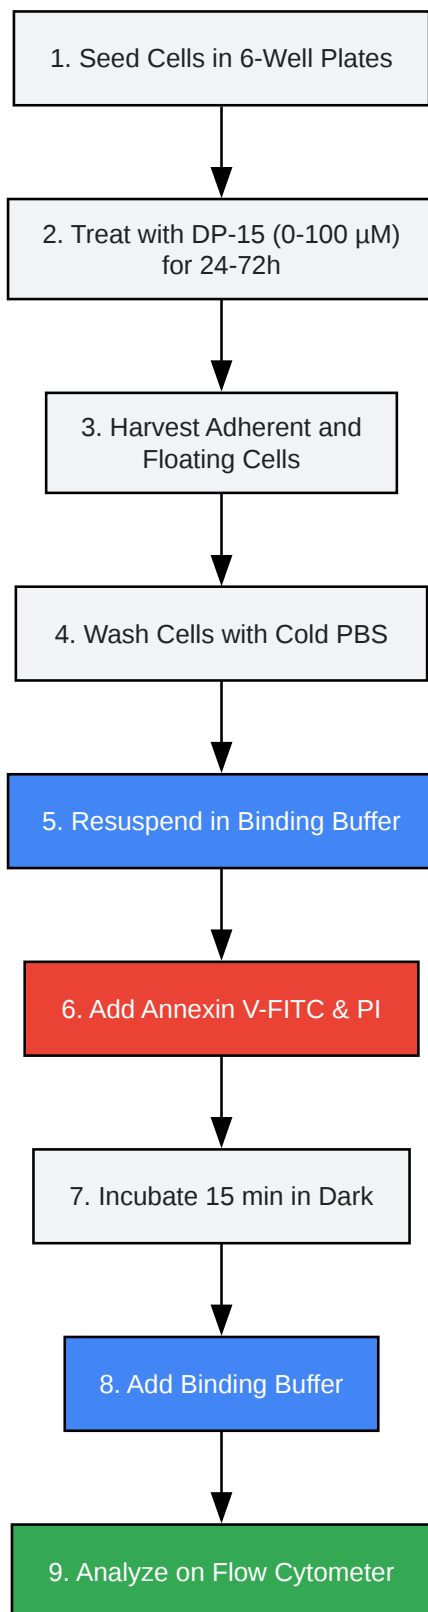 1. Seed Cells in 6-Well Plates
2. Treat with DP-15 (0-100 µM)
for 24-72h
3. Harvest Adherent and
Floating Cells
4. Wash Cells with Cold PBS
5. Resuspend in Binding Buffer
6. Add Annexin V-FITC & PI
7. Incubate 15 min in Dark
8. Add Binding Buffer
9. Analyze on Flow Cytometer